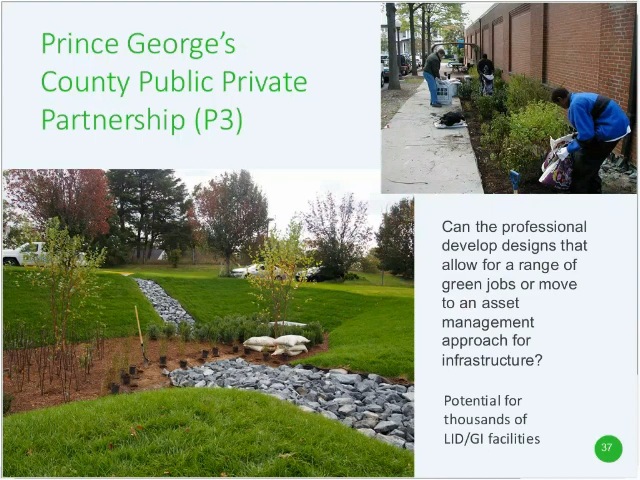 Prince George’s
County Public Private
Partnership (P3)
Can the professional
develop designs that
allow for a range of
green jobs or move
to an asset
management
approach for
infrastructure?
Potential for
thousands of
LID/GI facilities
37